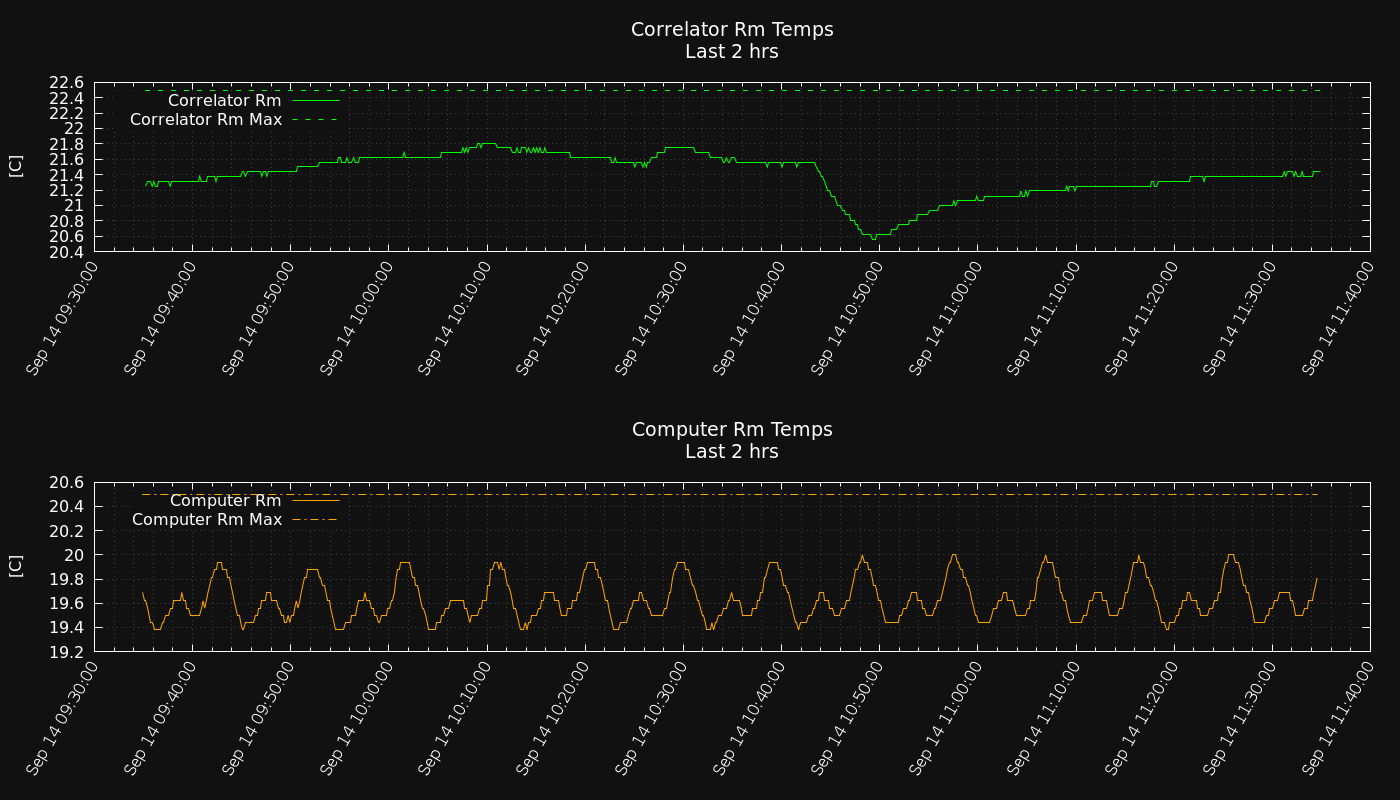 Correlator Rm Temps
Last 2 hrs
[C]
22.6
22.4
22.2
22
21.8
21.6
21.4
21.2
21
20.8
20.6
20.4
Correlator Rm
Correlator Rm Max
Sep 14 09:30:00
Sep 14 09:40:00
Sep 14 09:50:00
Sep 14 10:00:00
Sep 14 10:10:00
Sep 14 10:20:00
Sep 14 10:30:00
Sep 14 10:40:00
Sep 14 10:50:00
Sep 14 11:00:00
Sep 14 11:10:00
Sep 14 11:20:00
Sep 14 11:30:00
Sep 14 11:40:00
Computer Rm Temps
Last 2 hrs
[C]
20.6
20.4
20.2
20
19.8
19.6
19.4
19.2
Computer Rm
Computer Rm Max
Sep 14 09:30:00
Sep 14 09:40:00
Sep 14 09:50:00
Sep 14 10:00:00
Sep 14 10:10:00
Sep 14 10:20:00
Sep 14 10:30:00
Sep 14 10:40:00
Sep 14 10:50:00
Sep 14 11:00:00
Sep 14 11:10:00
Sep 14 11:20:00
Sep 14 11:30:00
Sep 14 11:40:00